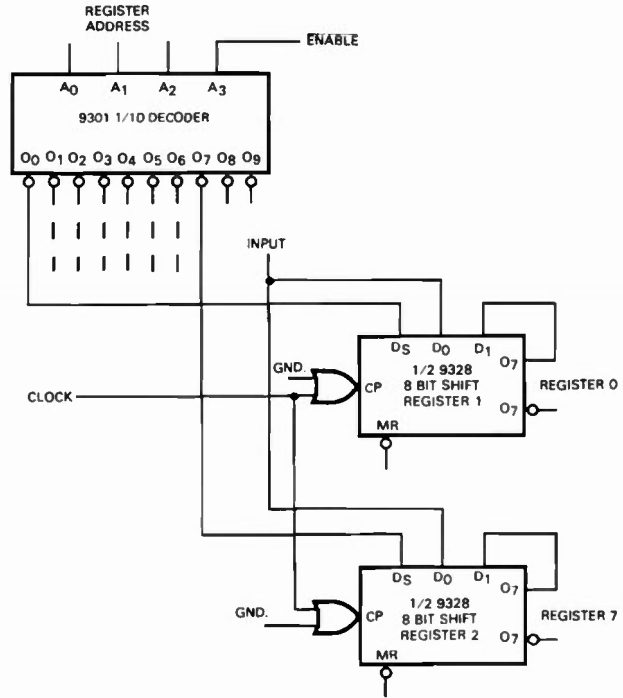 REGISTER
ADDRESS
ENABLE
A0 A1 A2 A3
9301 1/10 DECODER
O0 O1 O2 O3 O4 O5 O6 O7 O8 O9
INPUT
DS D0 D1
O7
GND.
CP
1/2 9328
8 BIT SHIFT
REGISTER 1
REGISTER 0
CLOCK
O7
MR
DS D0 D1
O7
GND.
CP
1/2 9328
8 BIT SHIFT
REGISTER 2
REGISTER 7
O7
MR